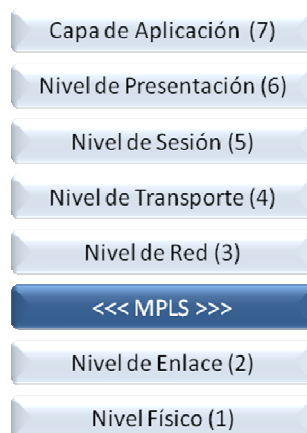 Capa de Aplicación (7)
Nivel de Presentación (6)
Nivel de Sesión (5)
Nivel de Transporte (4)
Nivel de Red (3)
<<< MPLS >>>
Nivel de Enlace (2)
Nivel Físico (1)